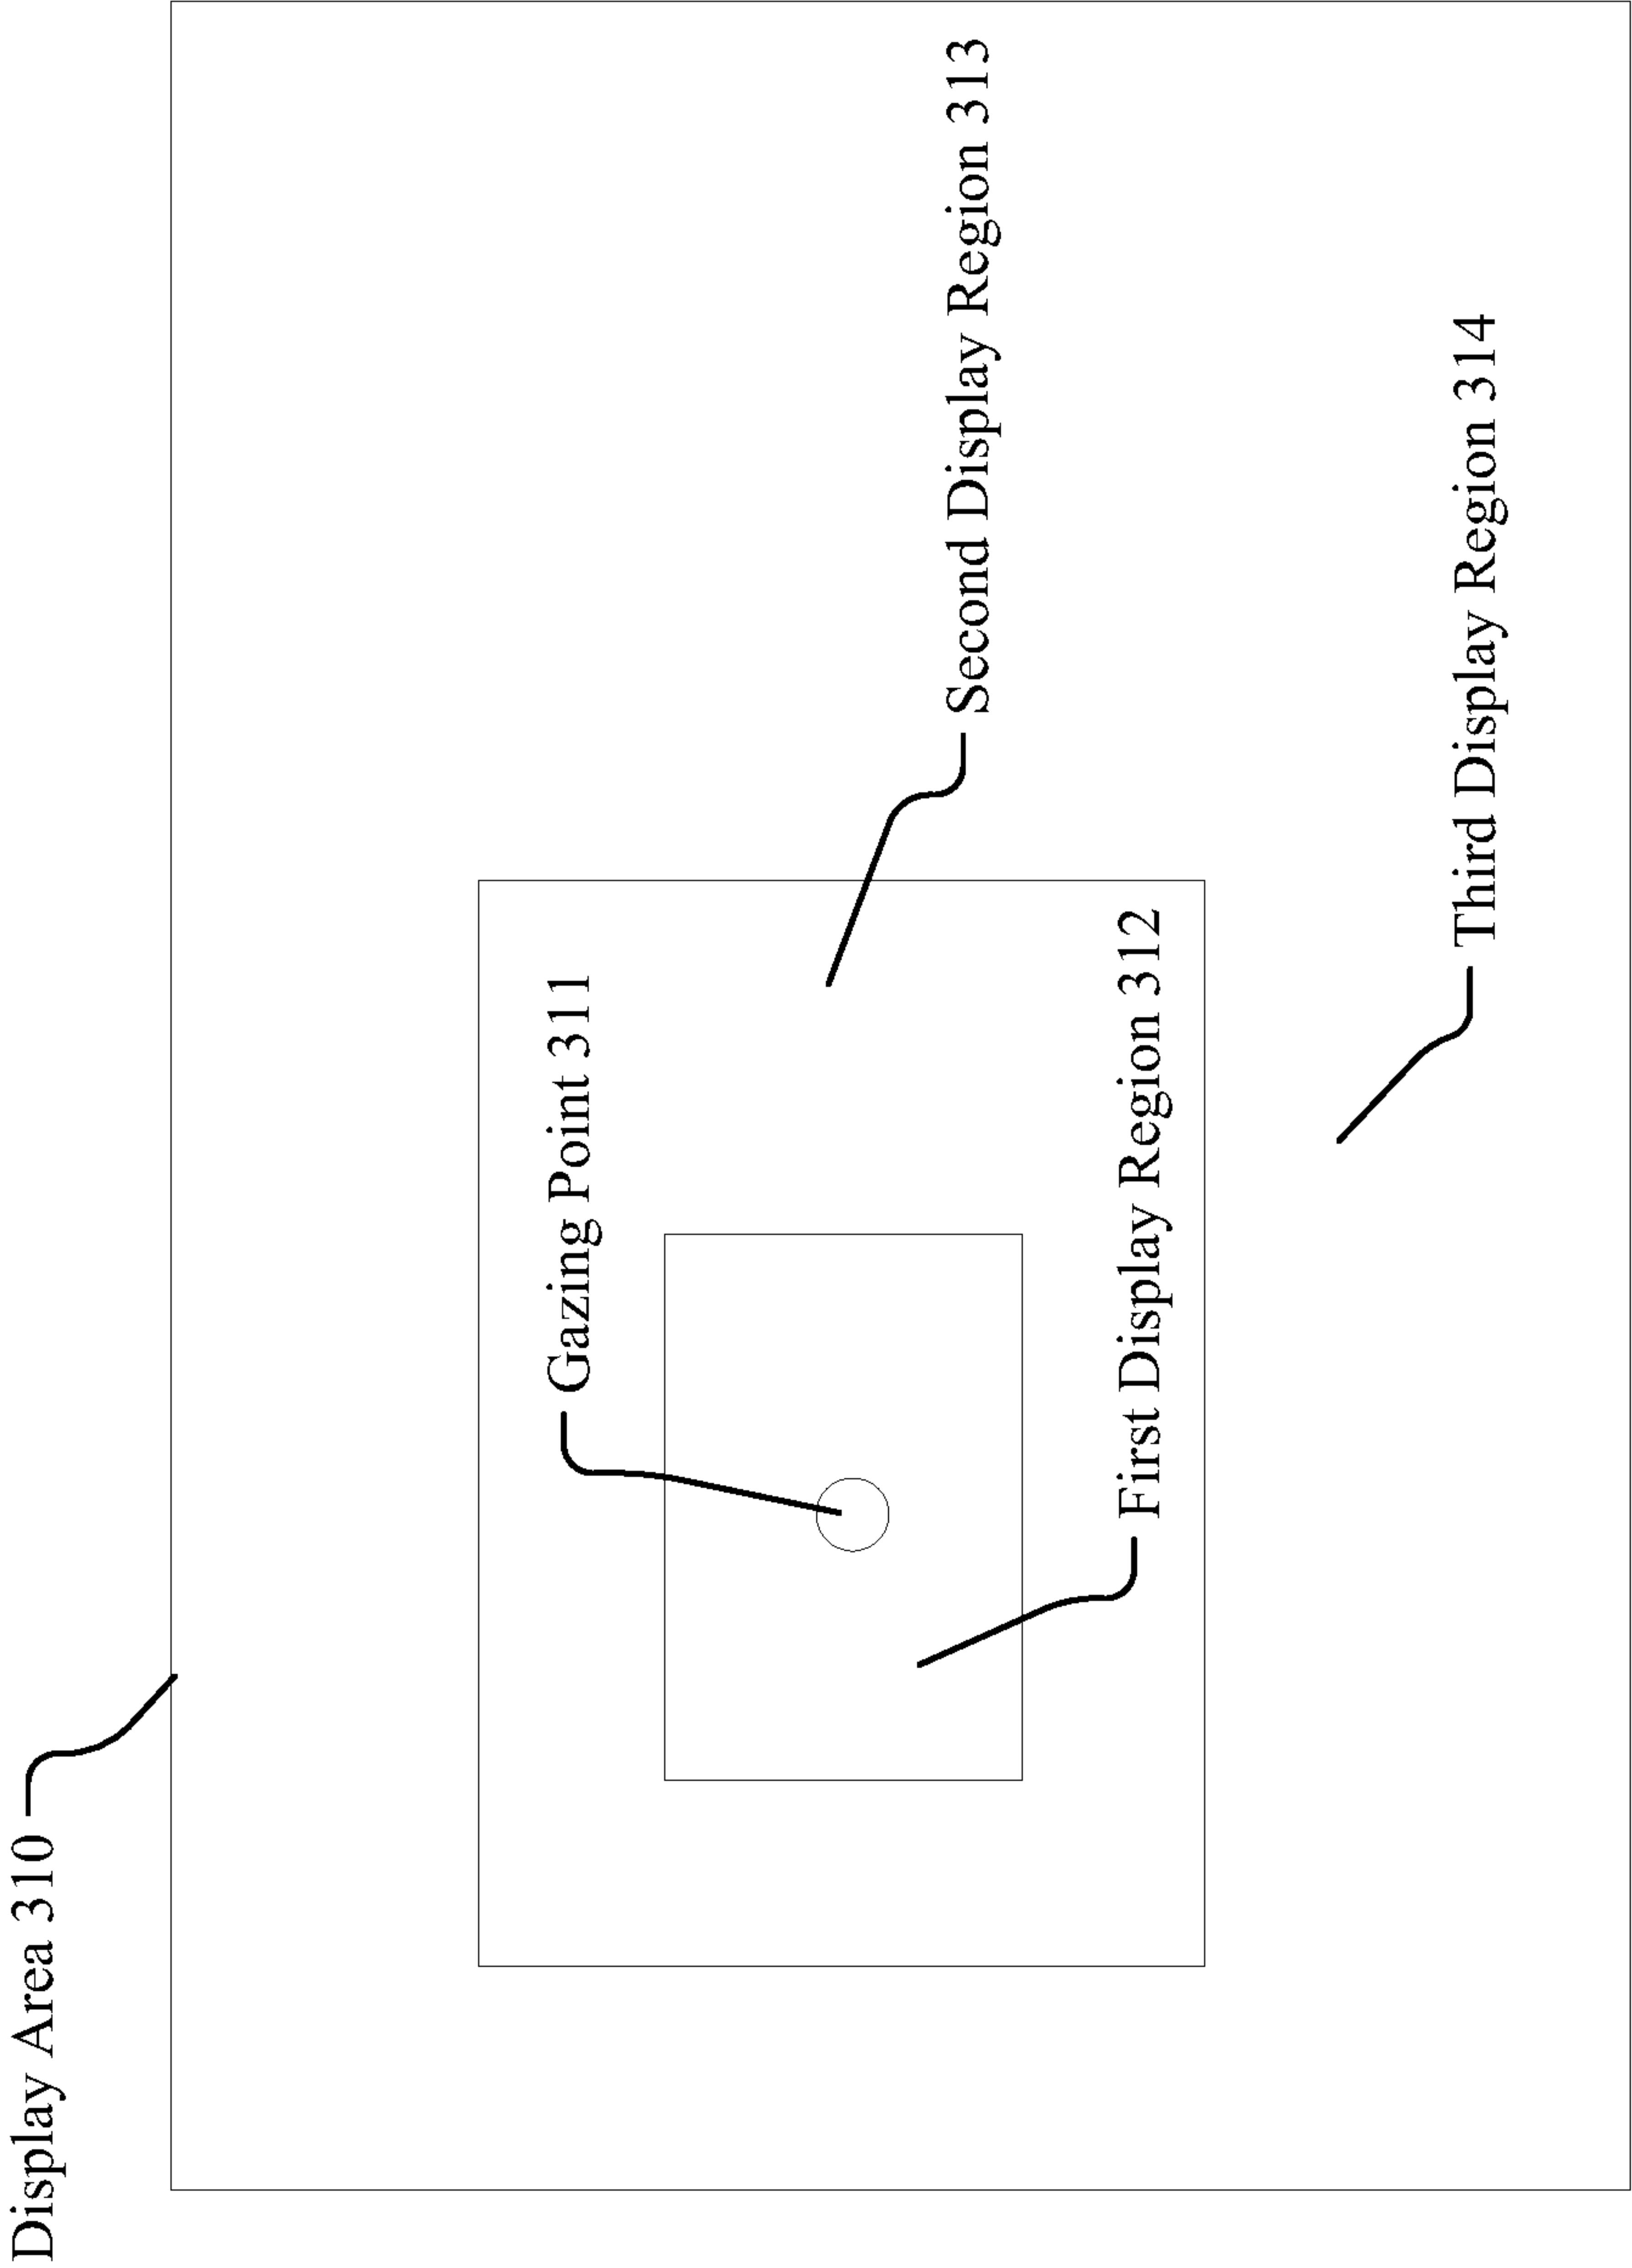 Display Area 310
Gazing Point 311
Second Display Region 313
First Display Region 312
Third Display Region 314